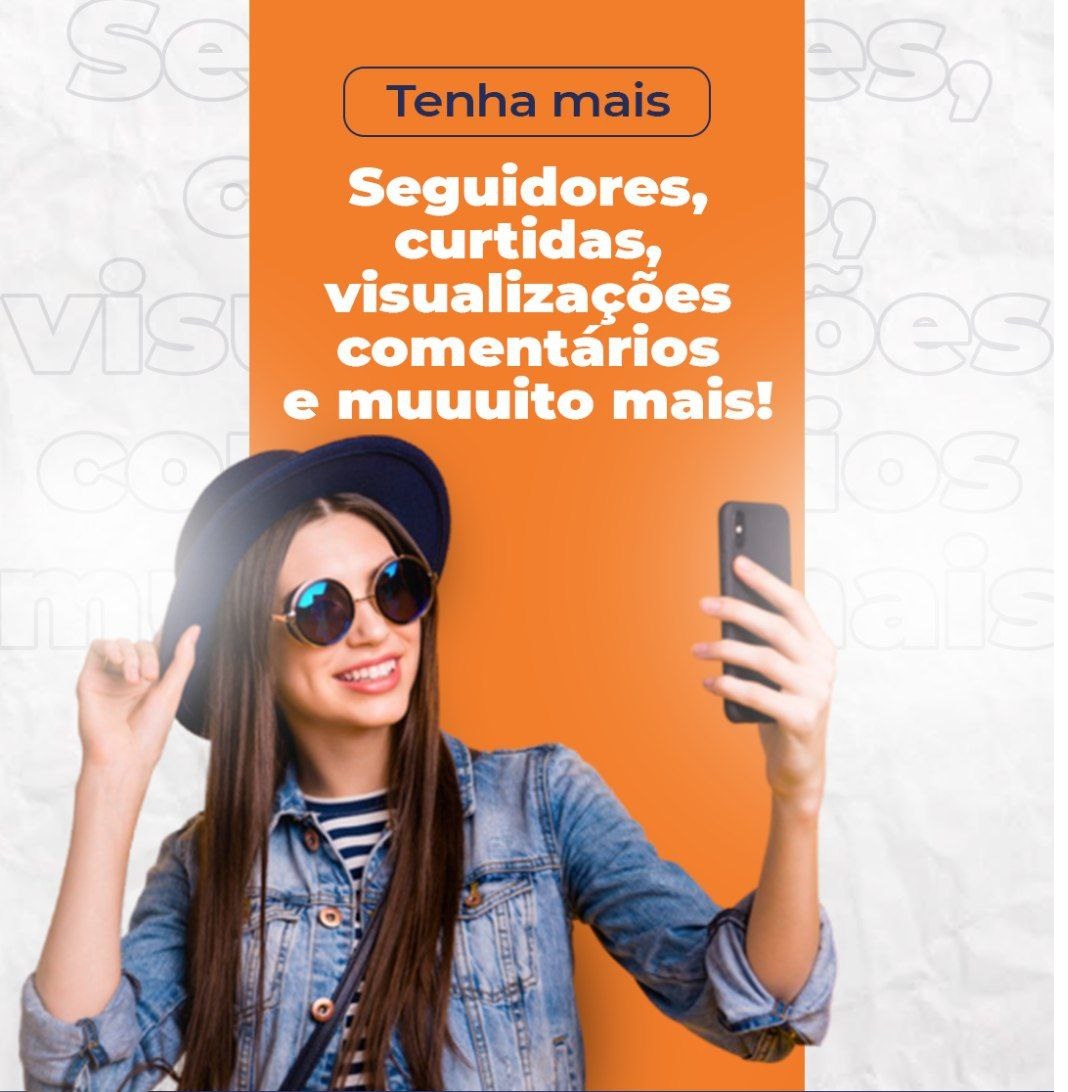 Tenha mais
Seguidores,
curtidas,
visualizações
comentários
e muuuito mais!